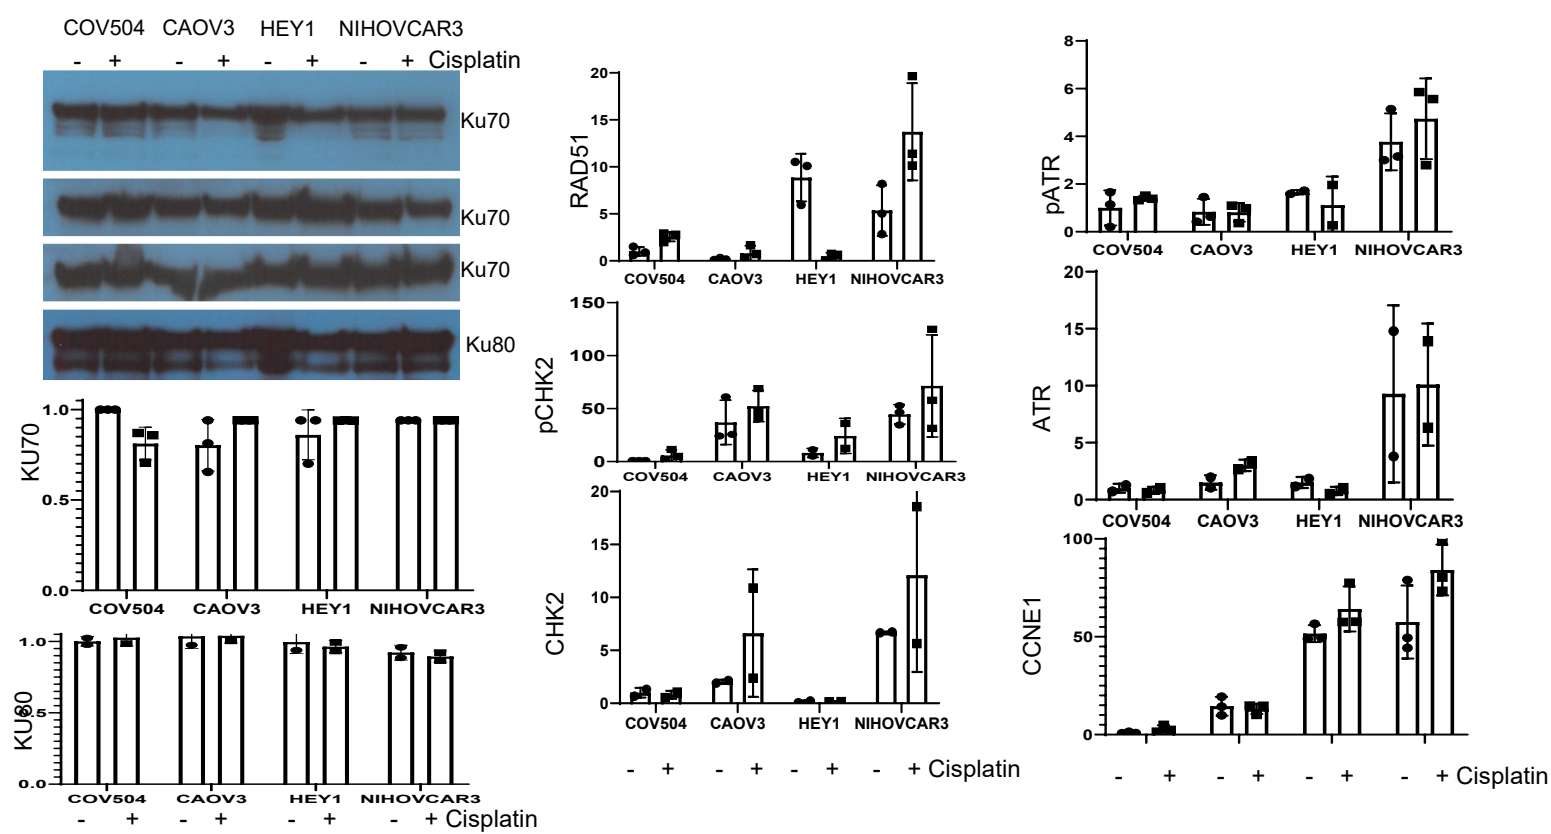 COV504 CAOV3 HEY1 NIHOVCAR3
- + - + - + - + Cisplatin
Ku70
Ku70
Ku70
Ku80
KU70
1.0
0.5
0.0
COV504 CAOV3 HEY1 NIHOVCAR3
KU80
1.0
0.5
0.0
COV504 CAOV3 HEY1 NIHOVCAR3
- + - + - + - + Cisplatin
RAD51
20
15
10
5
0
COV504 CAOV3 HEY1 NIHOVCAR3
pCHK2
150
100
50
0
COV504 CAOV3 HEY1 NIHOVCAR3
CHK2
20
15
10
5
0
COV504 CAOV3 HEY1 NIHOVCAR3
- + - + - + - + Cisplatin
pATR
8
6
4
2
0
COV504 CAOV3 HEY1 NIHOVCAR3
ATR
20
15
10
5
0
COV504 CAOV3 HEY1 NIHOVCAR3
CCNE1
100
50
0
- + - + - + - + Cisplatin